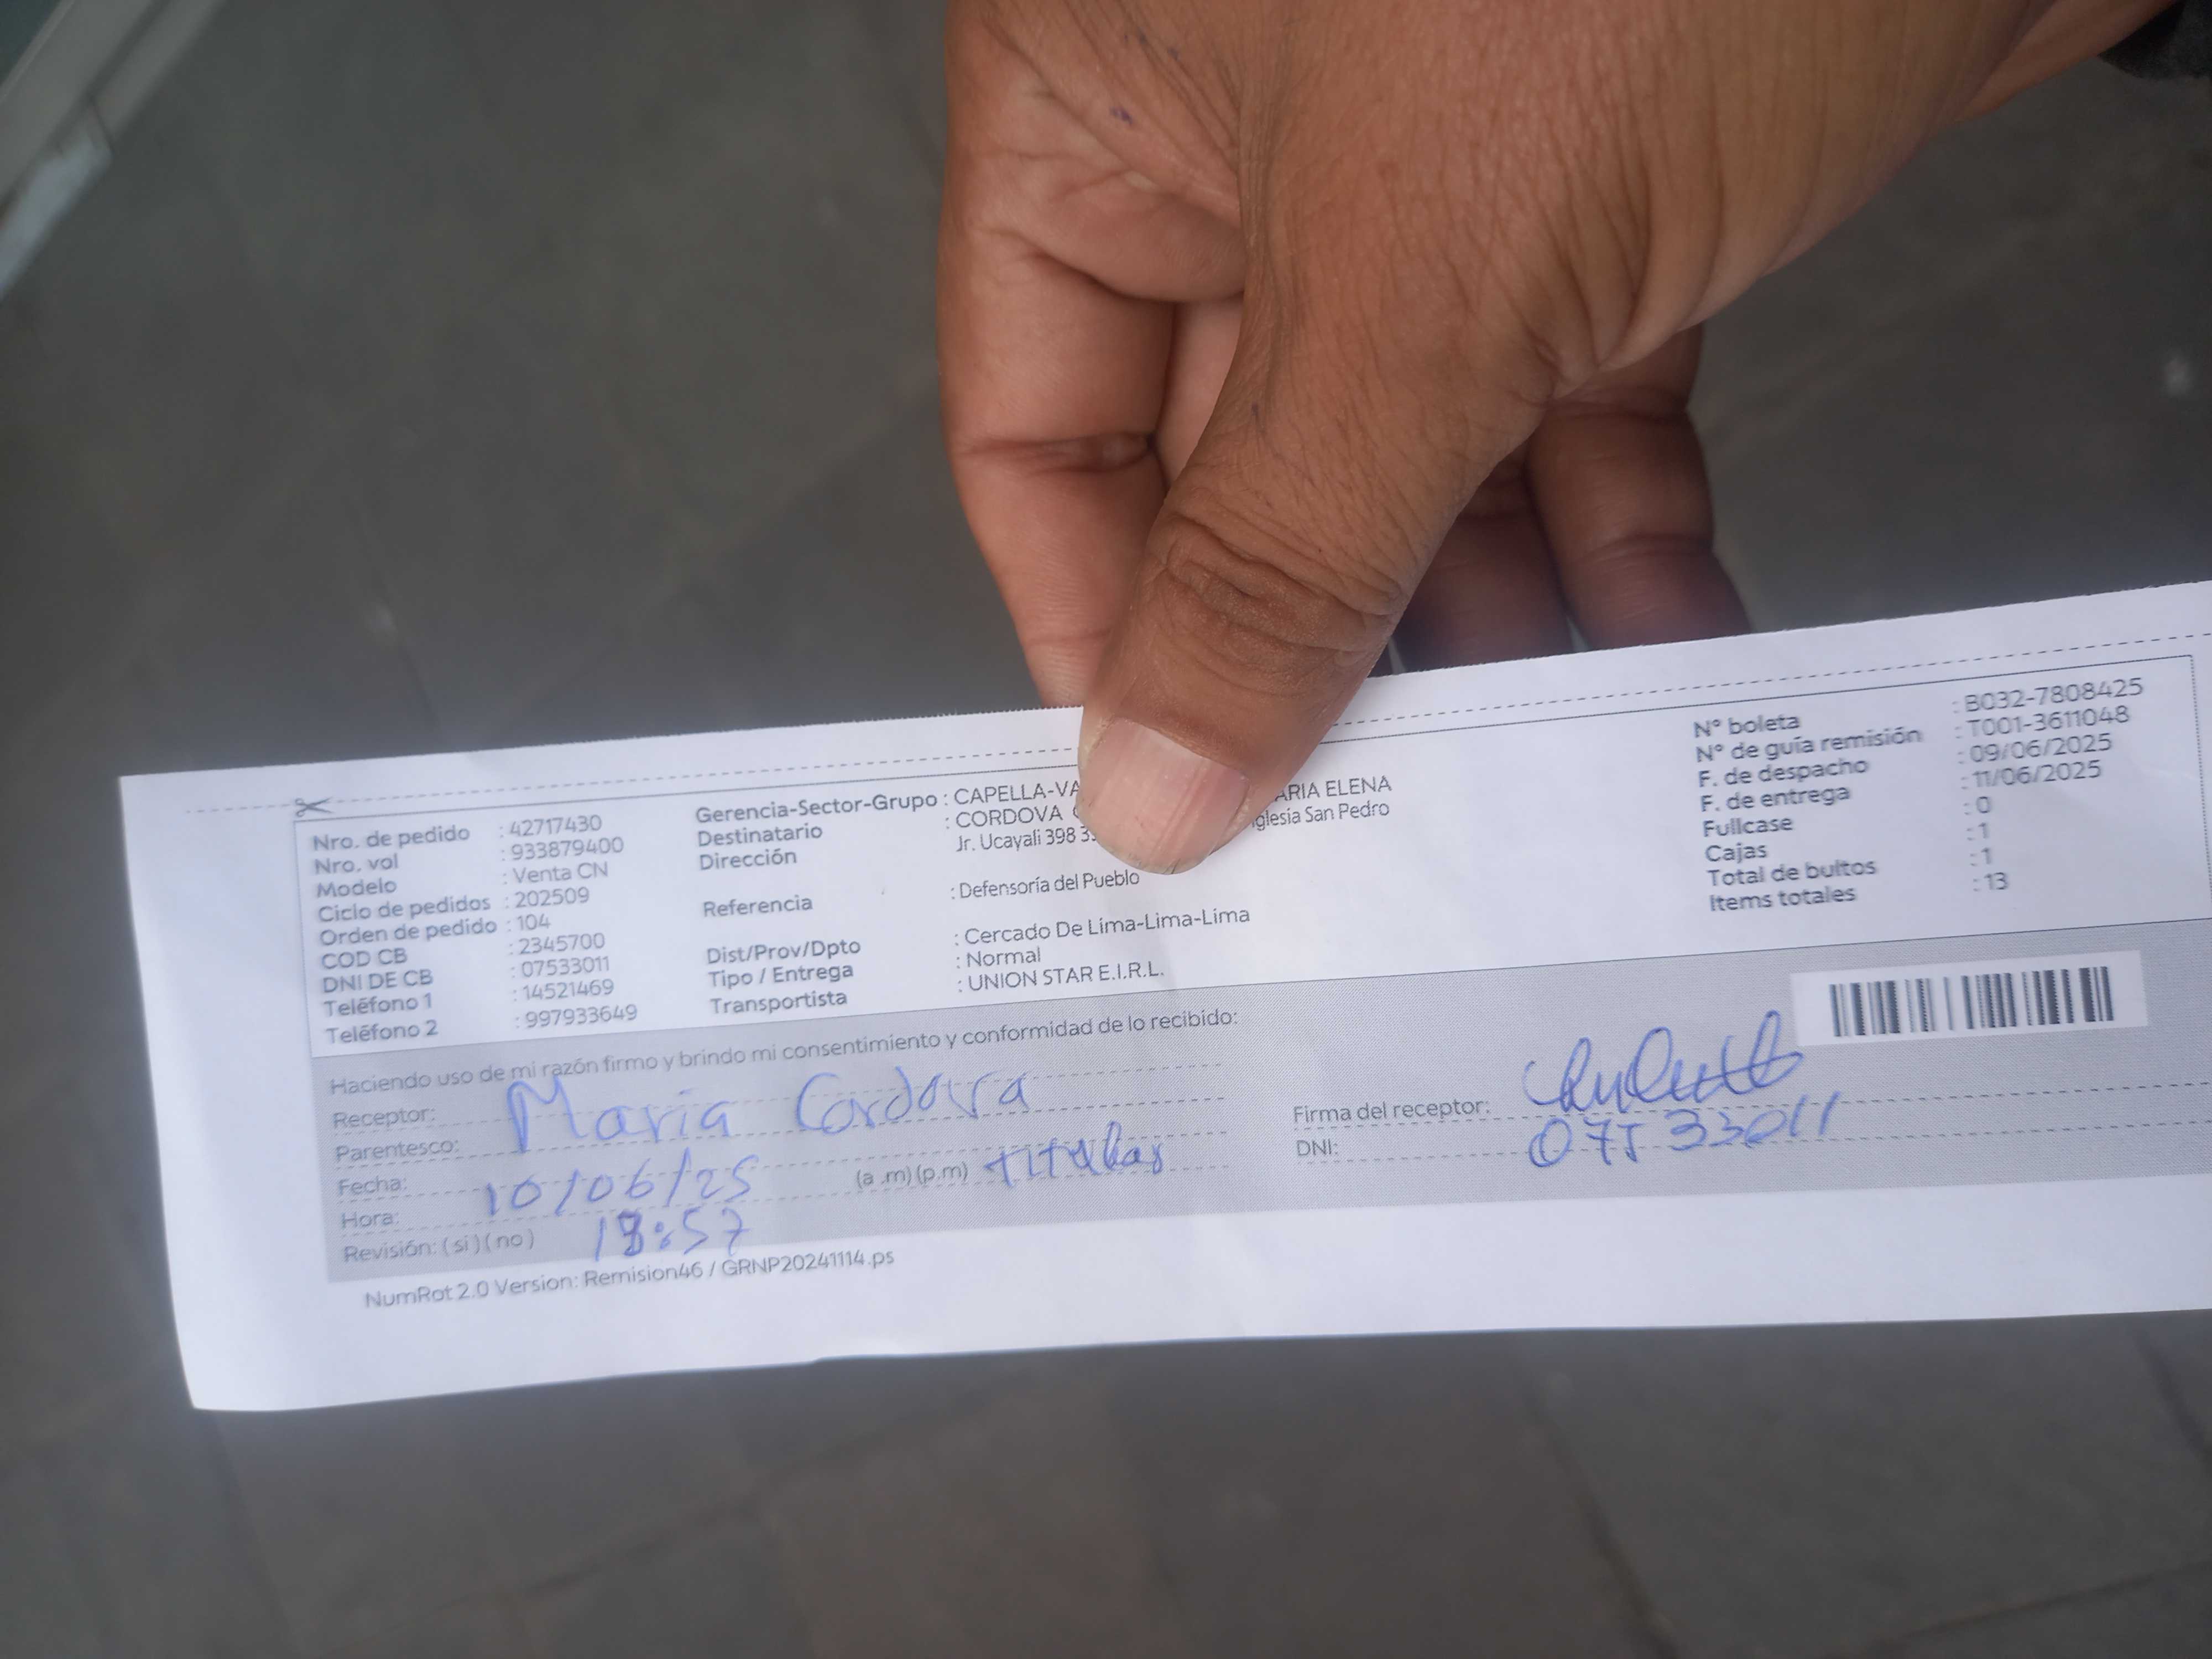 Nro. de pedido : 42717430
Nro. vol : 933879400
Modelo : Venta CN
Ciclo de pedidos : 202509
Orden de pedido : 104
COD CB : 2345700
DNI DE CB : 07533011
Teléfono 1 : 14521469
Teléfono 2 : 997933649
Gerencia-Sector-Grupo : CAPELLA-VA
Destinatario : CORDOVA ARIA ELENA
Dirección Jr. Ucayali 398 glesia San Pedro
Referencia : Defensoría del Pueblo
Dist/Prov/Dpto : Cercado De Lima-Lima-Lima
Tipo / Entrega : Normal
Transportista : UNION STAR E.I.R.L.
N° boleta : B032-7808425
N° de guía remisión : T001-3611048
F. de despacho : 09/06/2025
F. de entrega : 11/06/2025
Fullcase : 0
Cajas : 1
Total de bultos : 1
Items totales : 13
Haciendo uso de mi razón firmo y brindo mi consentimiento y conformidad de lo recibido:
Receptor: Maria Cordova
Parentesco:
Fecha: 10/06/25 (a .m) (p.m) titular
Hora: 18:57
Revisión: ( si ) ( no )
Firma del receptor:
DNI: 07533011
NumRot 2.0 Version: Remision46 / GRNP20241114.ps